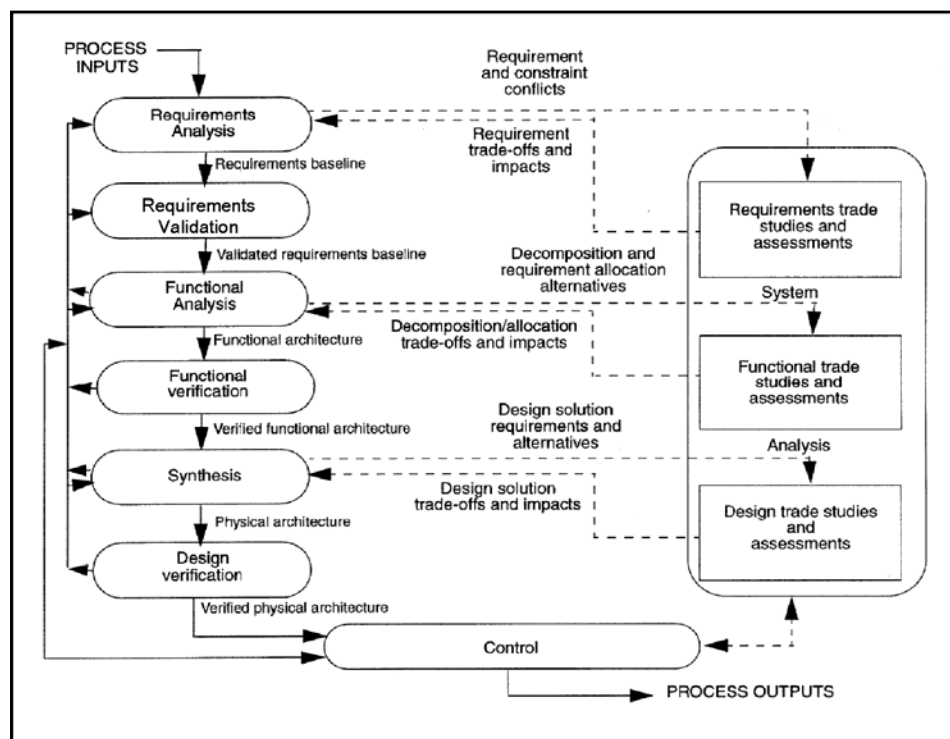 PROCESS
INPUTS
Requirement
and constraint
conflicts
Requirements
Analysis
Requirement
trade-offs and
impacts
Requirements baseline
Requirements
Validation
Requirements trade
studies and
assessments
Validated requirements baseline
Decomposition and
requirement allocation
alternatives
Functional
Analysis
System
Functional architecture
Decomposition/allocation
trade-offs and impacts
Functional trade
studies and
assessments
Functional
verification
Verified functional architecture
Design solution
requirements and
alternatives
Analysis
Synthesis
Design solution
trade-offs and impacts
Physical architecture
Design trade studies
and
assessments
Design
verification
Verified physical architecture
Control
PROCESS OUTPUTS